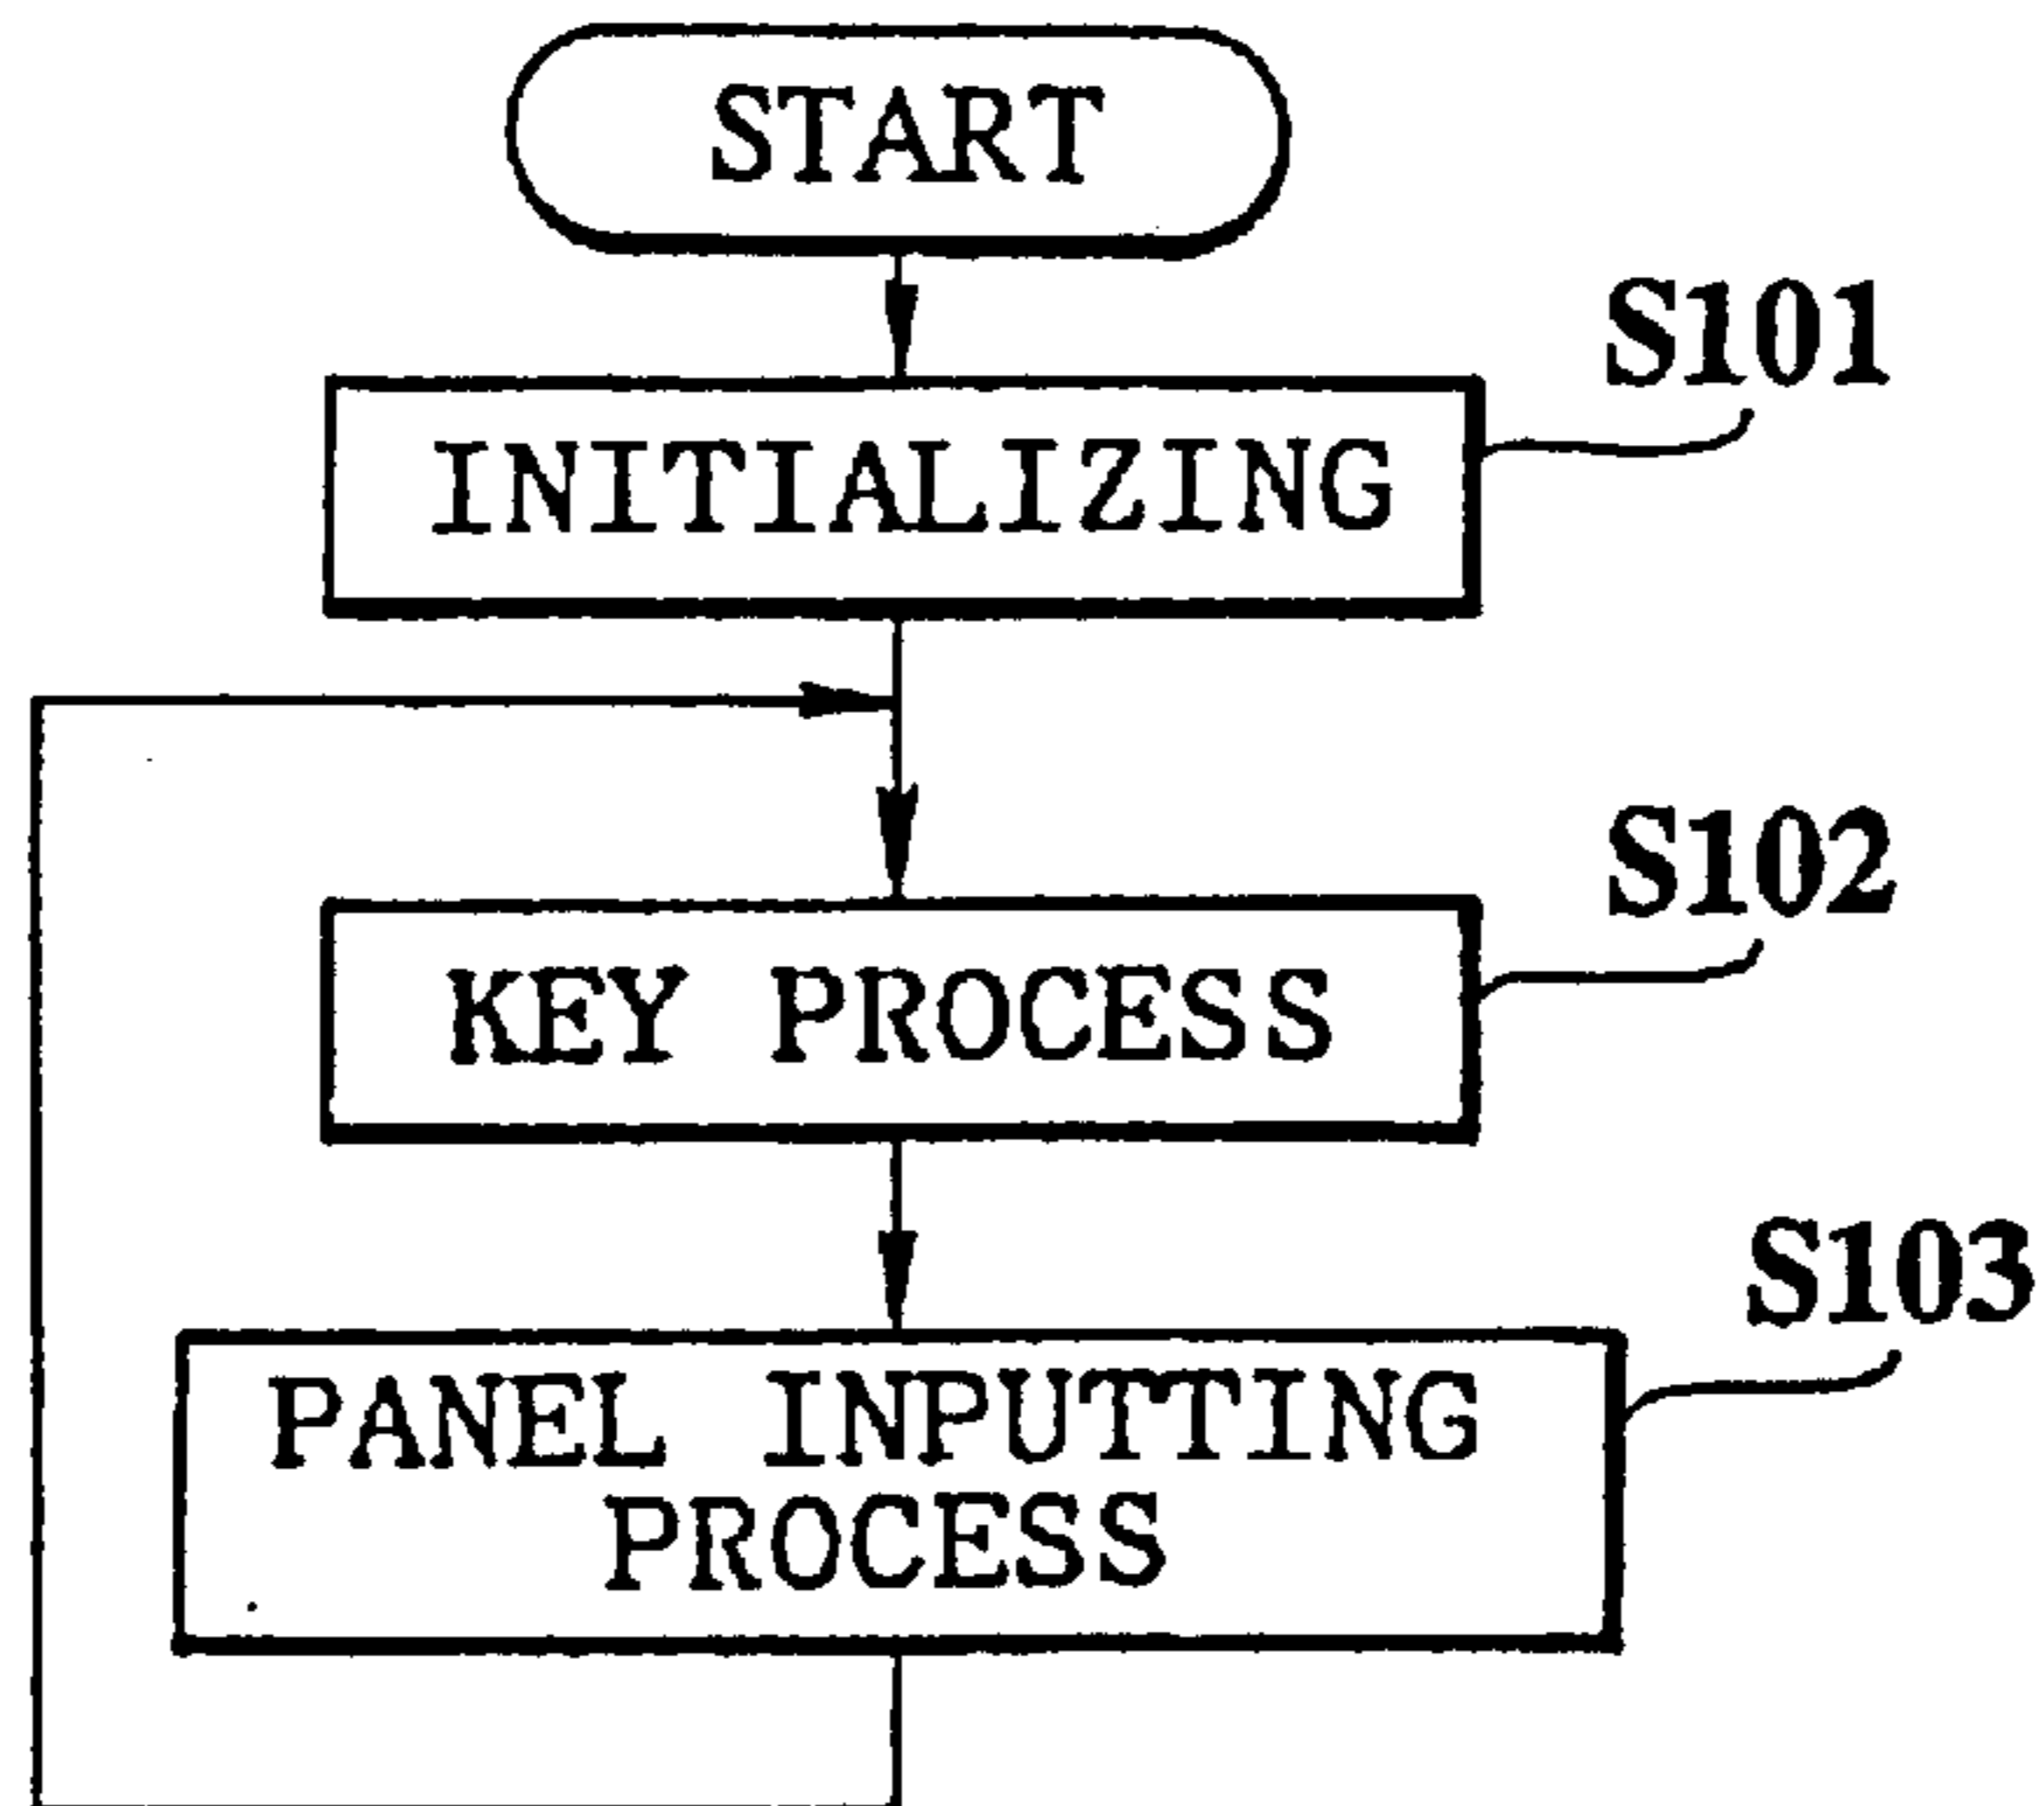 START
S101
INITIALIZING
S102
KEY PROCESS
S103
PANEL INPUTTING
PROCESS